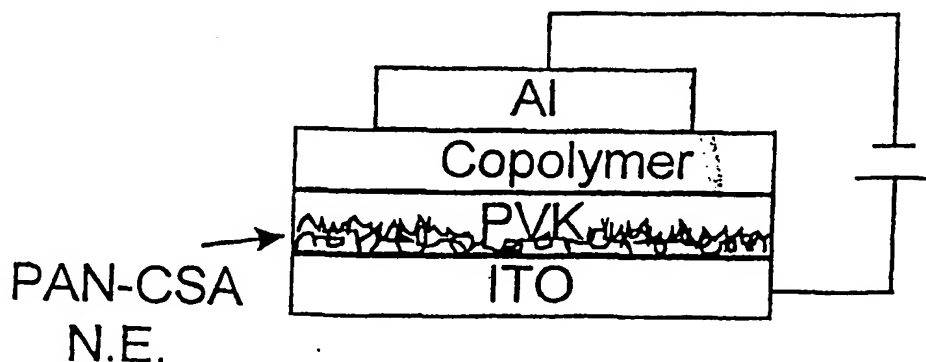 Al
Copolymer
PVK
ITO
PAN-CSA
N.E.